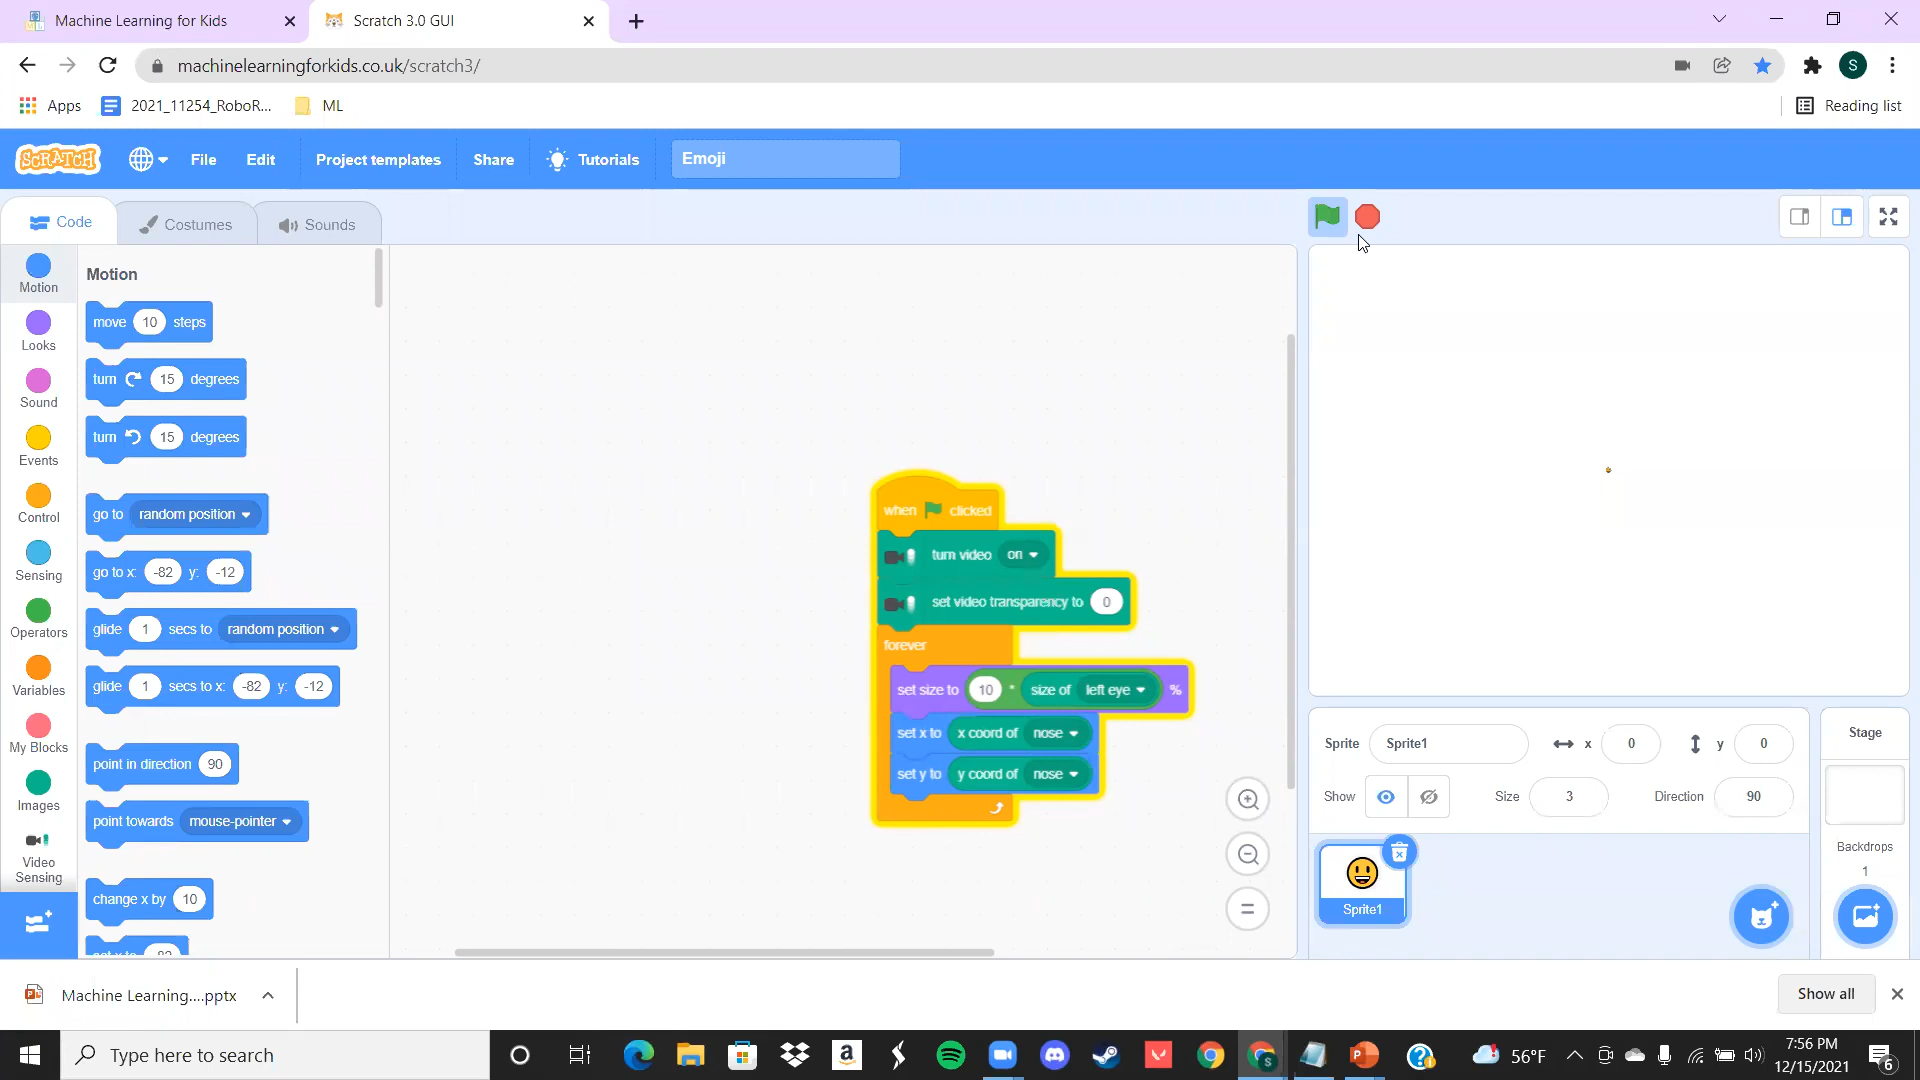 Machine Learning for Kids
Scratch 3.0 GUI
machinelearningforkids.co.uk/scratch3/
S
Apps
2021_11254_RoboR...
ML
Reading list
SCRATCH
File
Edit
Project templates
Share
Tutorials
Emoji
Code
Costumes
Sounds
Motion
Looks
Sound
Events
Control
Sensing
Operators
Variables
My Blocks
Images
Video
Sensing
Motion
move 10 steps
turn 15 degrees
turn 15 degrees
go to random position
go to x: -82 y: -12
glide 1 secs to random position
glide 1 secs to x: -82 y: -12
point in direction 90
point towards mouse-pointer
change x by 10
set x to -82
when clicked
turn video on
set video transparency to 0
forever
set size to 10 * size of left eye %
set x to x coord of nose
set y to y coord of nose
Sprite Sprite1 x 0 y 0
Show Size 3 Direction 90
Sprite1
Stage
Backdrops
1
Machine Learning....pptx
Show all
Type here to search
56°F
7:56 PM
12/15/2021
6